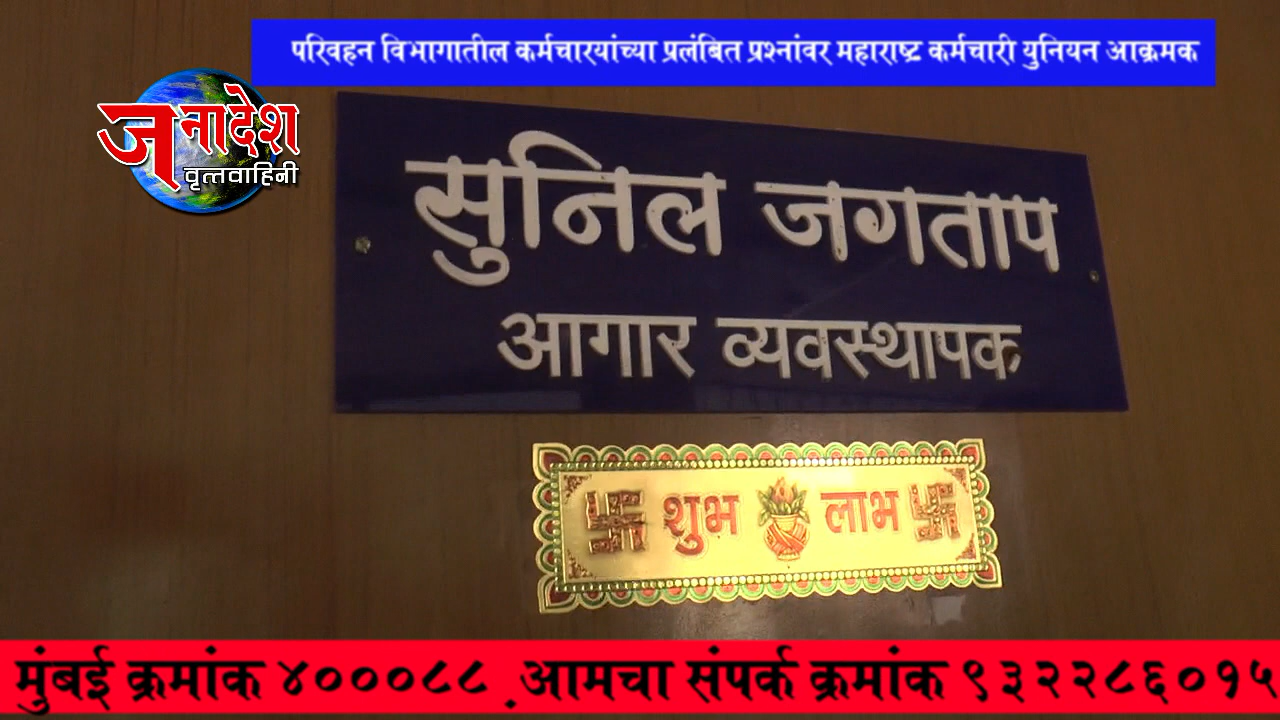 परिवहन विभागातील कर्मचारयांच्या प्रलंबित प्रश्नांवर महाराष्ट्र कर्मचारी युनियन आक्रमक
जनादेश
वृत्तवाहिनी
सुनिल जगताप
आगार व्यवस्थापक
शुभ लाभ
मुंबई क्रमांक ४०००८८ .आमचा संपर्क क्रमांक ९३२२८६०१५